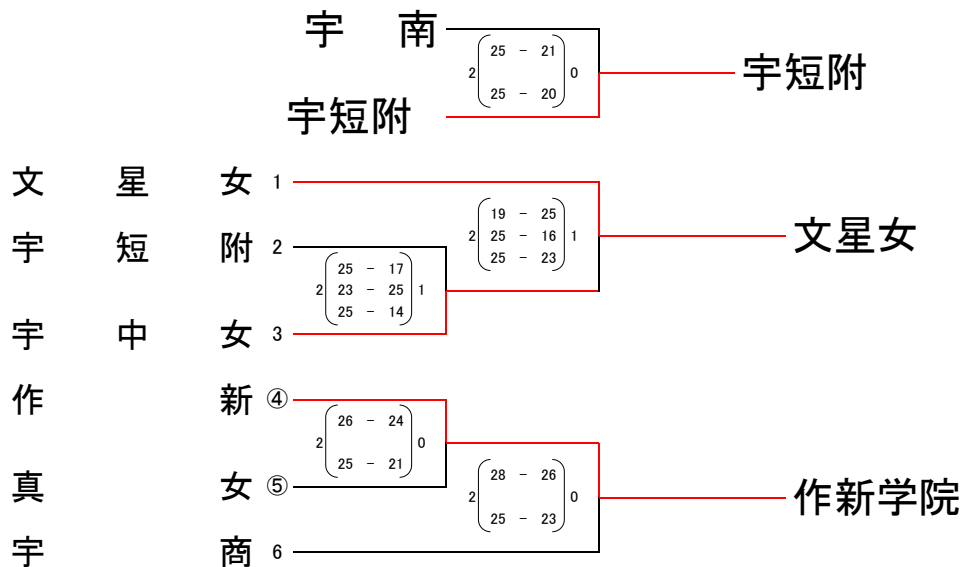 宇 南
25 - 21
2 0
25 - 20
宇短附
宇短附
文 星 女 1
19 - 25
2 25 - 16 1
25 - 23
文星女
宇 短 附 2
25 - 17
2 23 - 25 1
25 - 14
宇 中 女 3
作 新 ④
26 - 24
2 0
25 - 21
真 女 ⑤
28 - 26
2 0
25 - 23
作新学院
宇 商 6